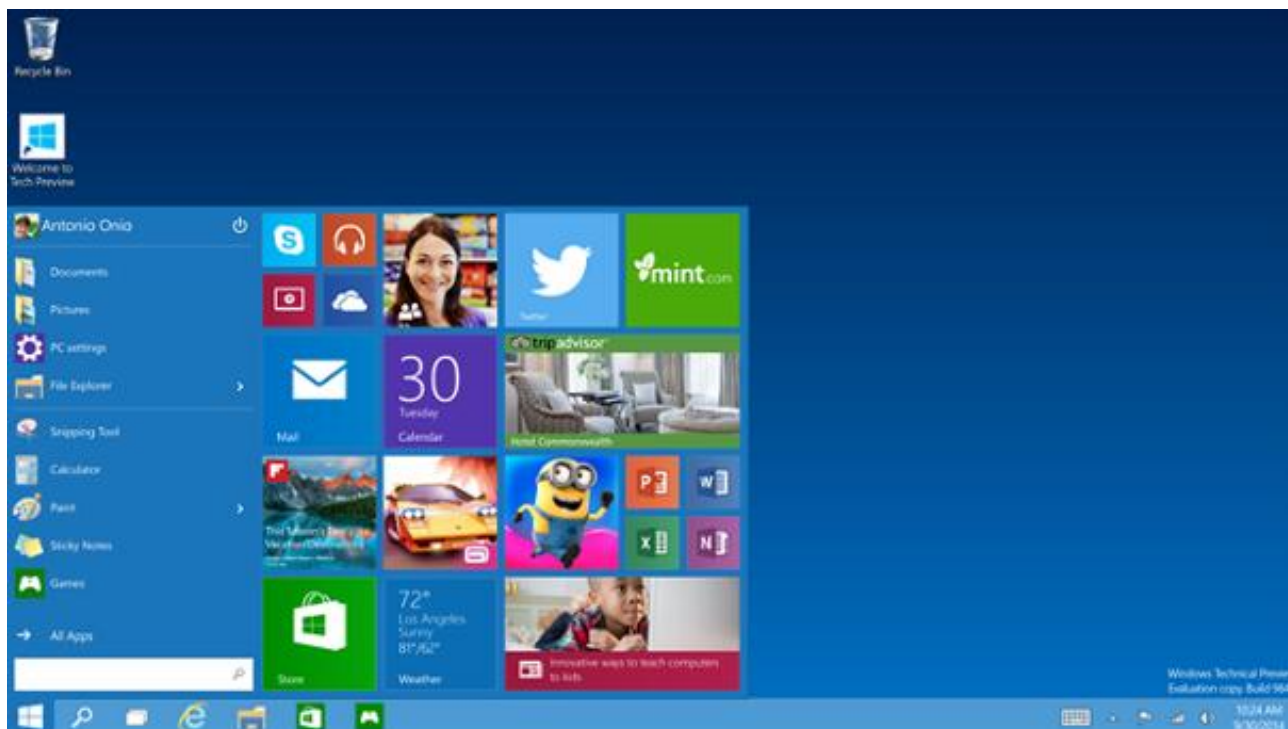 Recycle Bin
Welcome to
Tech Preview
Antonio Onio
Documents
Pictures
PC settings
File Explorer
Snipping Tool
Calculator
Paint
Sticky Notes
Games
All Apps
S
Twitter
mint.com
Mail
30
Tuesday
Calendar
tripadvisor
Hotel Commonwealth
P
W
X
N
Store
72°
Los Angeles
Sunny
81°/62°
Weather
Innovative ways to teach computers
to kids
Windows Technical Preview
Evaluation copy. Build 984
10:24 AM
9/30/2014